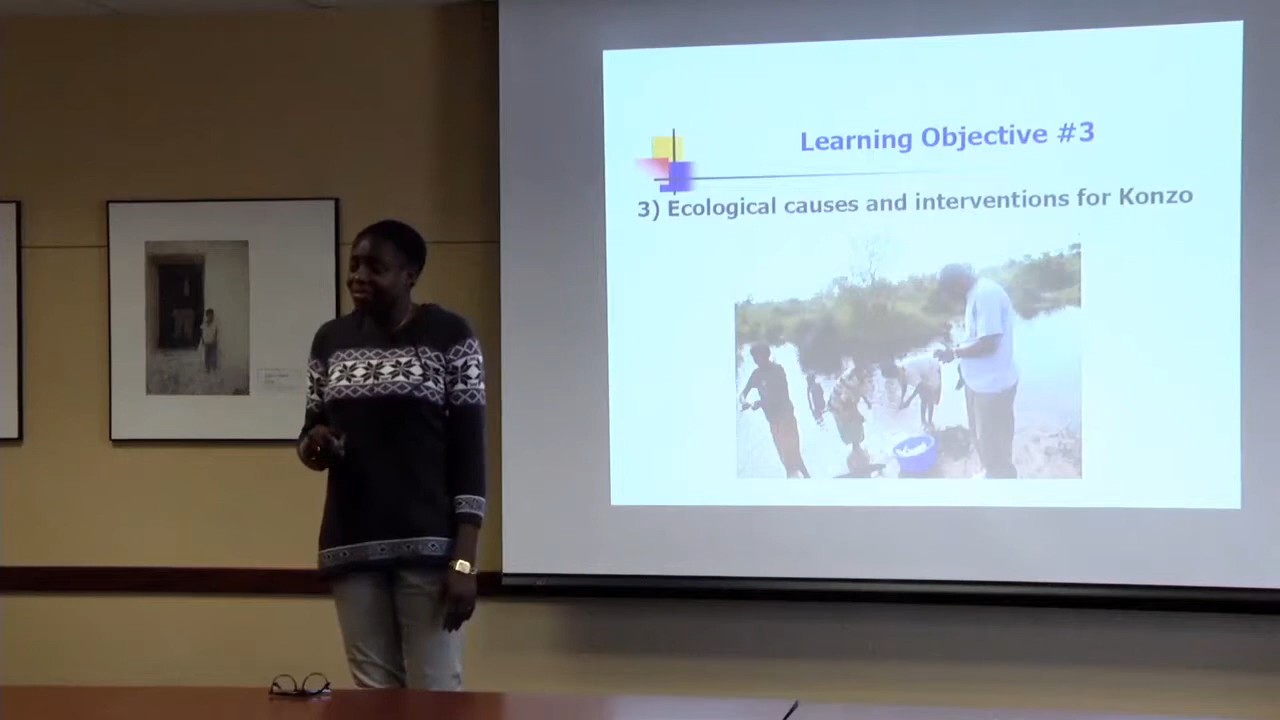 Learning Objective #3
3) Ecological causes and interventions for Konzo